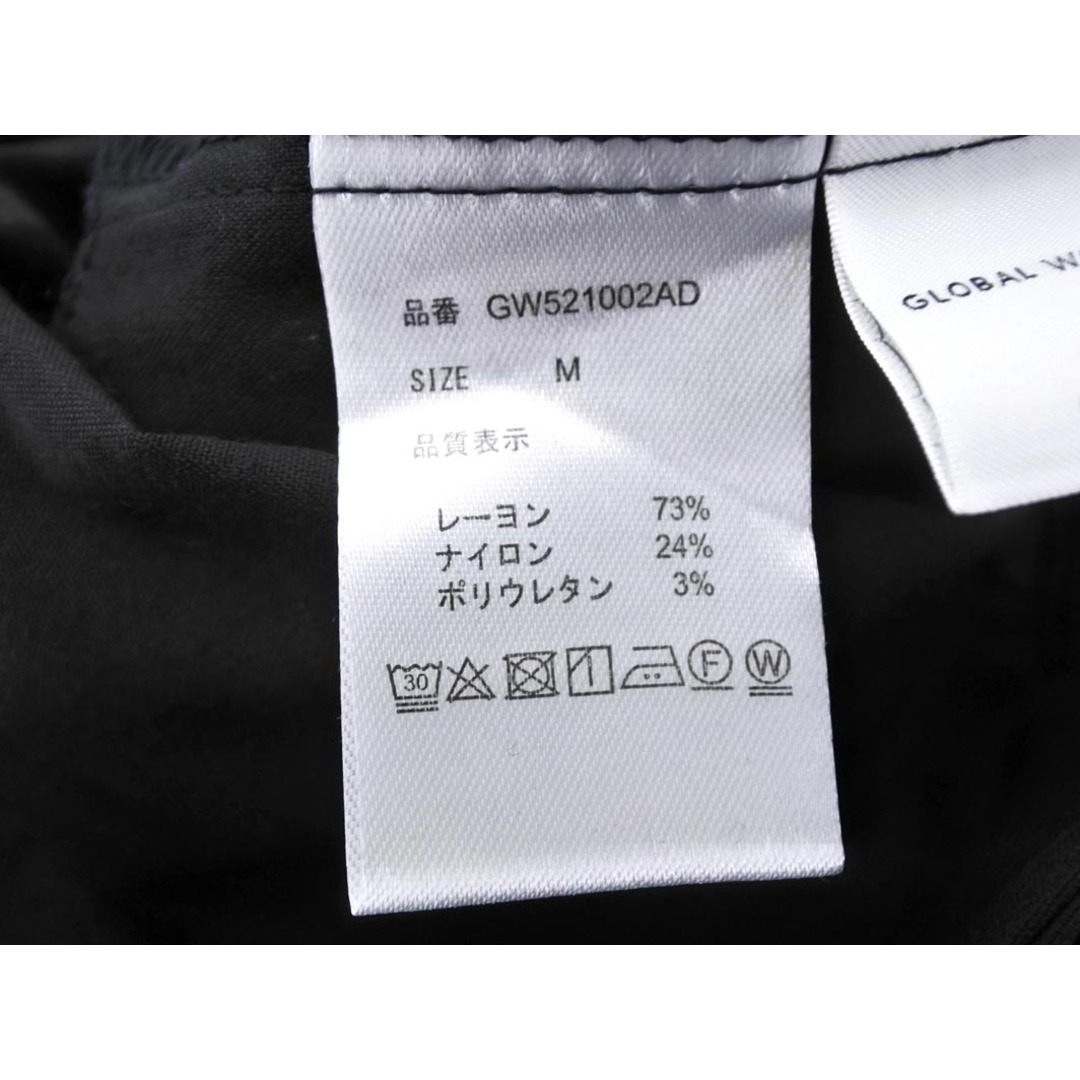 品番 GW521002AD
SIZE M
品質表示
レーヨン 73%
ナイロン 24%
ポリウレタン 3%
30 F W
GLOBAL W